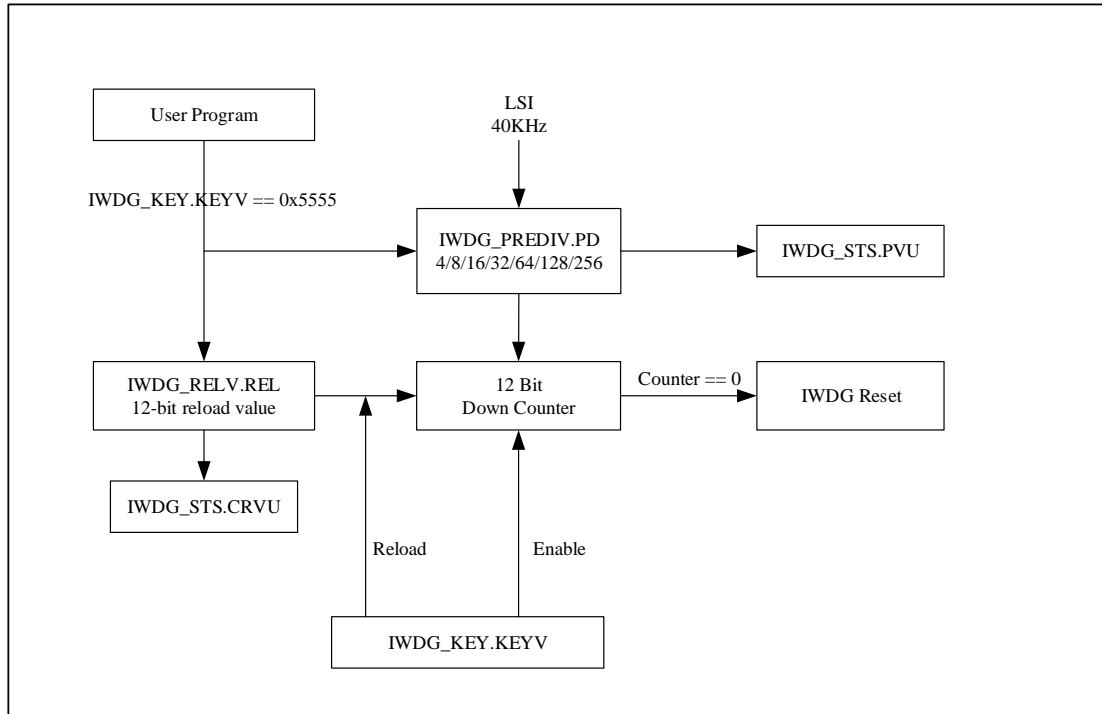 User Program
LSI
40KHz
IWDG_KEY.KEYV == 0x5555
IWDG_PREDIV.PD
4/8/16/32/64/128/256
IWDG_STS.PVU
IWDG_RELV.REL
12-bit reload value
12 Bit
Down Counter
Counter == 0
IWDG Reset
IWDG_STS.CRVU
Reload
Enable
IWDG_KEY.KEYV